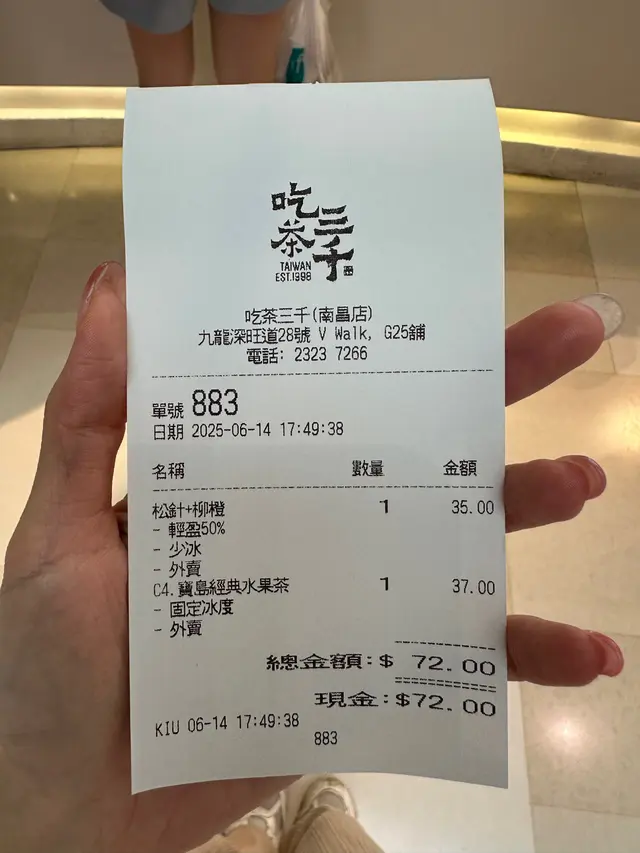 吃茶三千
TAIWAN
EST.1998
吃茶三千(南昌店)
九龍深旺道28號 V Walk, G25舖
電話: 2323 7266
單號 883
日期 2025-06-14 17:49:38
名稱 數量 金額
松針+柳橙 1 35.00
- 輕盈50%
- 少冰
- 外賣
C4.寶島經典水果茶 1 37.00
- 固定冰度
- 外賣
總金額:$ 72.00
現金:$72.00
KIU 06-14 17:49:38
883